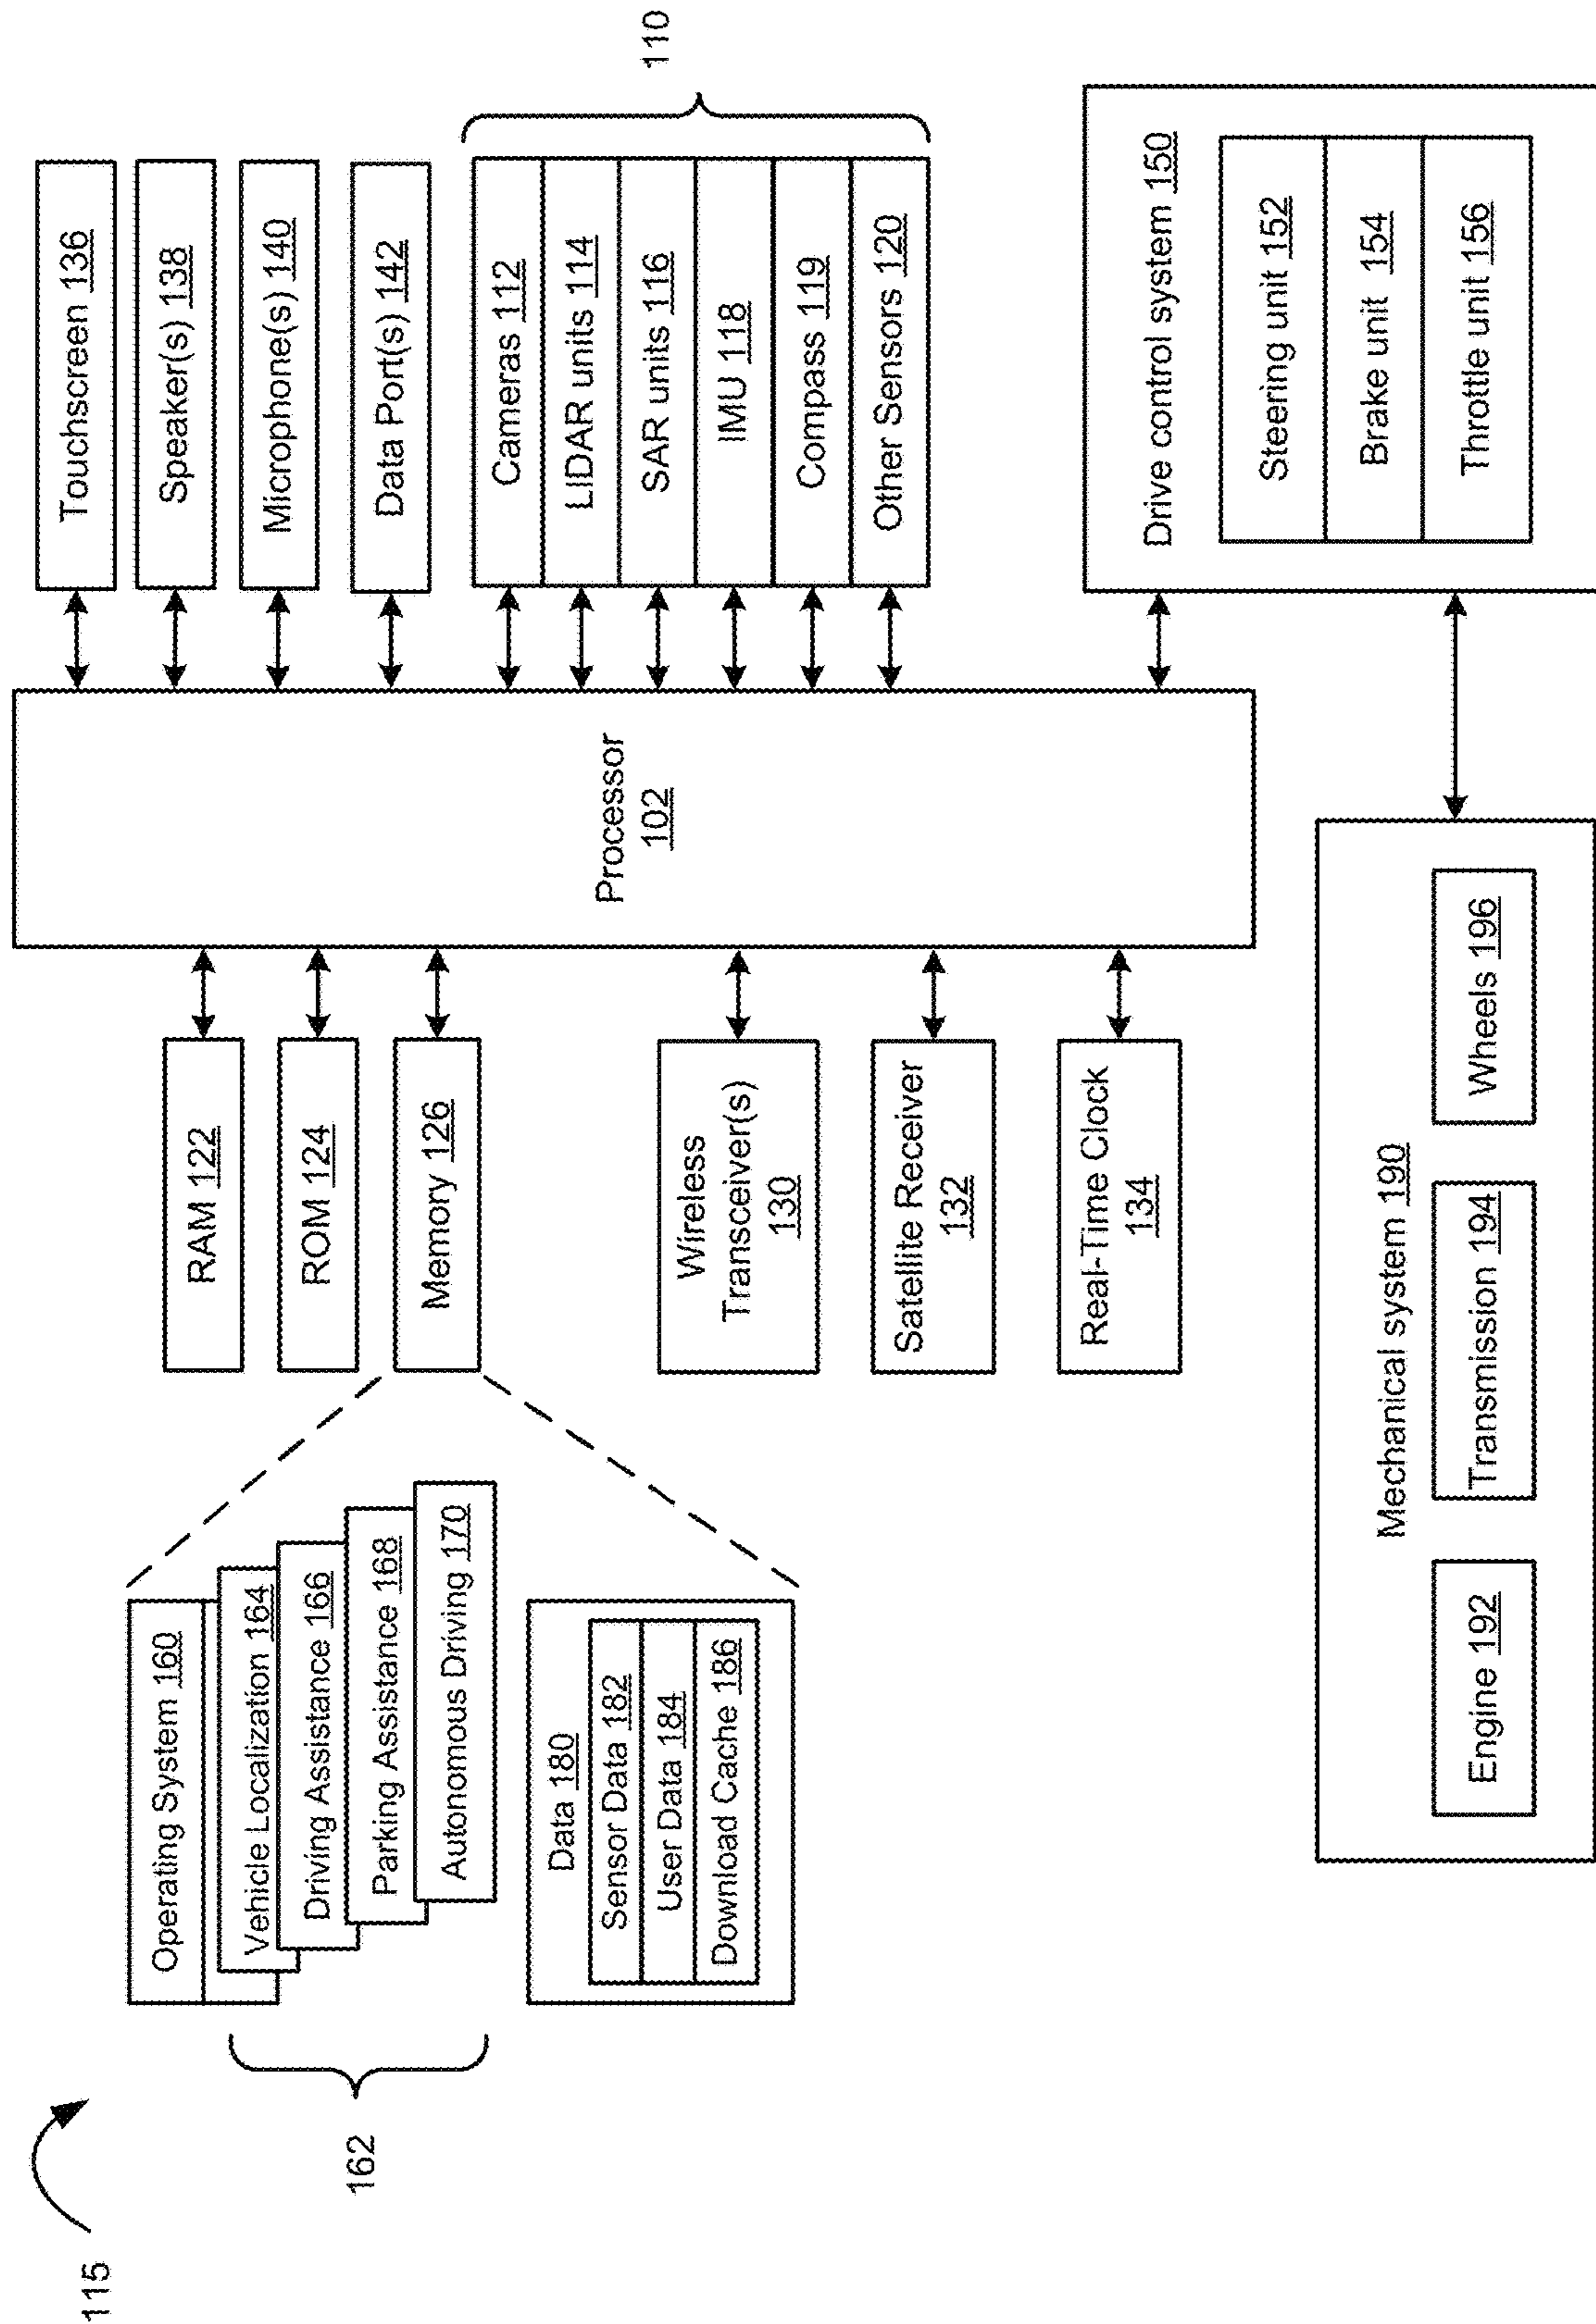 115
Operating System 160
Vehicle Localization 164
Driving Assistance 166
Parking Assistance 168
Autonomous Driving 170
162
Data 180
Sensor Data 182
User Data 184
Download Cache 186
RAM 122
ROM 124
Memory 126
Wireless
Transceiver(s)
130
Satellite Receiver
132
Real-Time Clock
134
Processor
102
Touchscreen 136
Speaker(s) 138
Microphone(s) 140
Data Port(s) 142
Cameras 112
LIDAR units 114
SAR units 116
IMU 118
Compass 119
Other Sensors 120
110
Drive control system 150
Steering unit 152
Brake unit 154
Throttle unit 156
Mechanical system 190
Engine 192
Transmission 194
Wheels 196